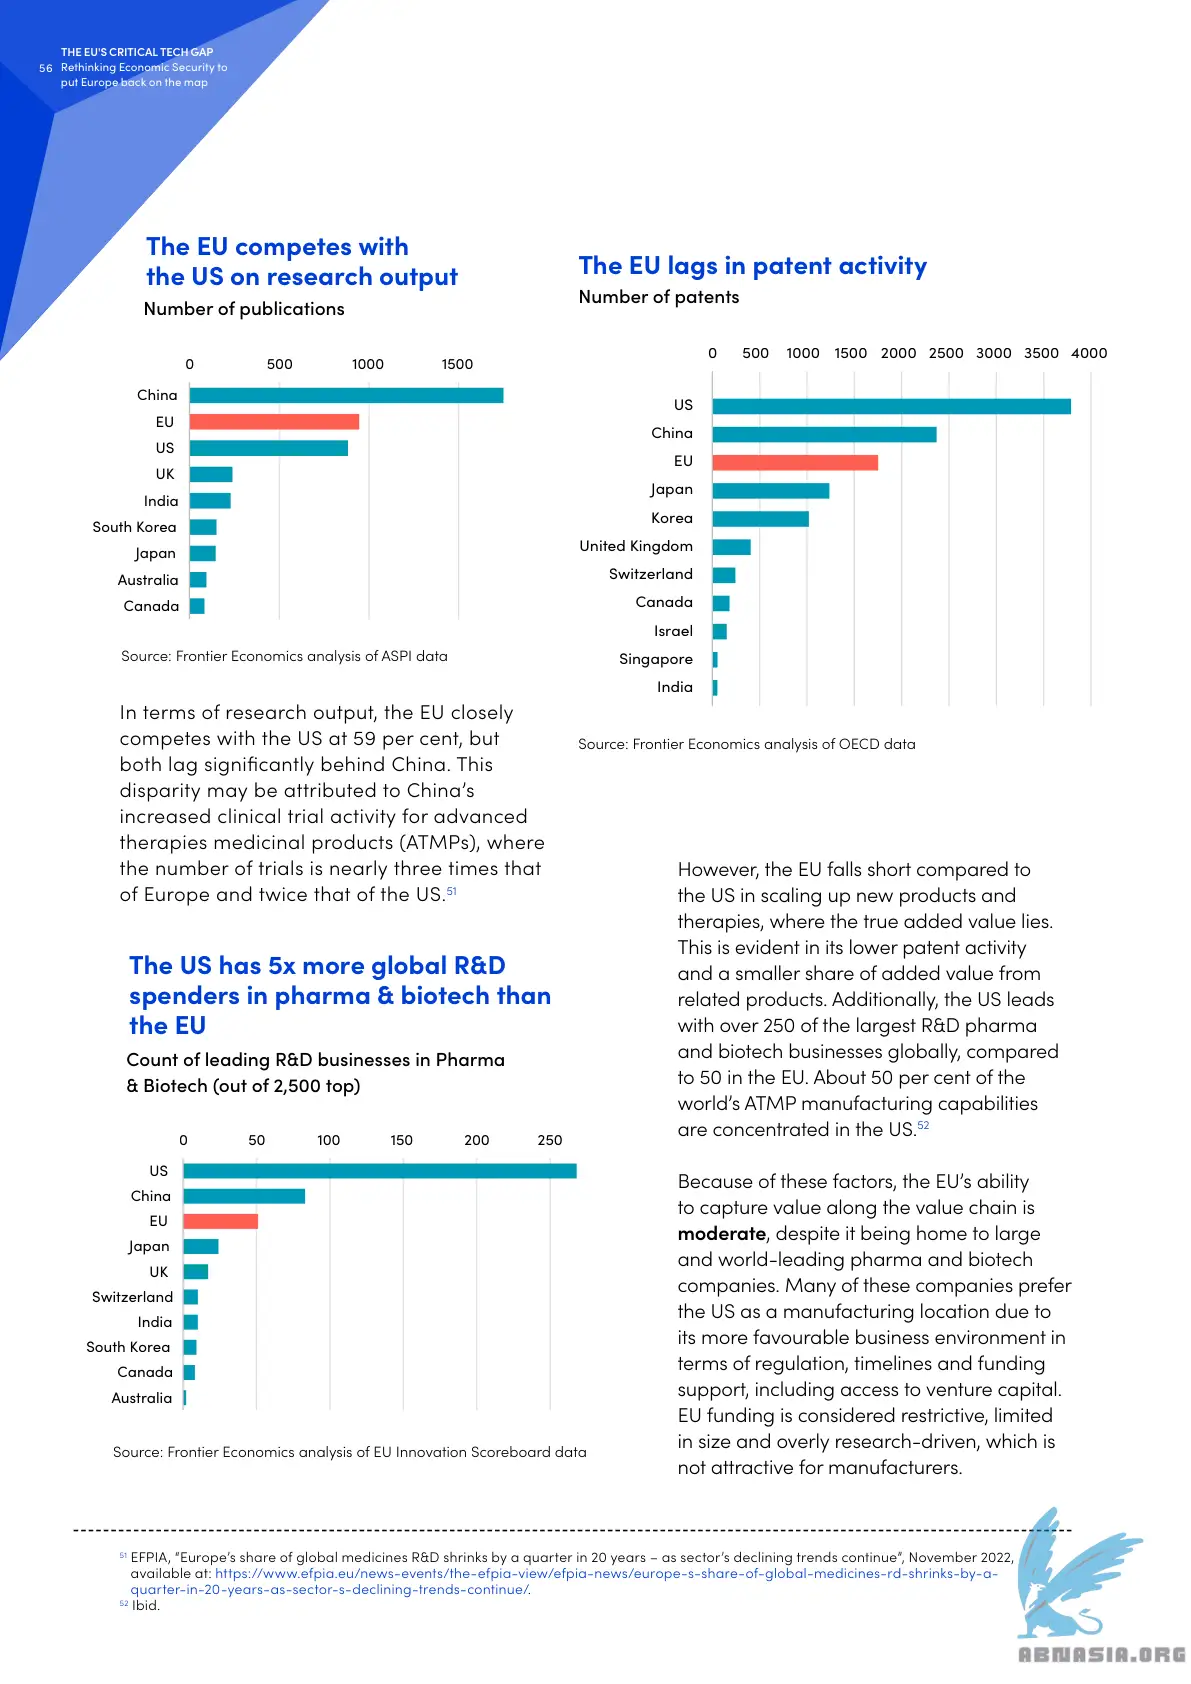 THE EU'S CRITICAL TECH GAP
56 Rethinking Economic Security to
put Europe back on the map
The EU competes with
the US on research output
Number of publications
0 500 1000 1500
China
EU
US
UK
India
South Korea
Japan
Australia
Canada
Source: Frontier Economics analysis of ASPI data
The EU lags in patent activity
Number of patents
0 500 1000 1500 2000 2500 3000 3500 4000
US
China
EU
Japan
Korea
United Kingdom
Switzerland
Canada
Israel
Singapore
India
Source: Frontier Economics analysis of OECD data
In terms of research output, the EU closely
competes with the US at 59 per cent, but
both lag significantly behind China. This
disparity may be attributed to China's
increased clinical trial activity for advanced
therapies medicinal products (ATMPs), where
the number of trials is nearly three times that
of Europe and twice that of the US.51
The US has 5x more global R&D
spenders in pharma & biotech than
the EU
Count of leading R&D businesses in Pharma
& Biotech (out of 2,500 top)
0 50 100 150 200 250
US
China
EU
Japan
UK
Switzerland
India
South Korea
Canada
Australia
Source: Frontier Economics analysis of EU Innovation Scoreboard data
However, the EU falls short compared to
the US in scaling up new products and
therapies, where the true added value lies.
This is evident in its lower patent activity
and a smaller share of added value from
related products. Additionally, the US leads
with over 250 of the largest R&D pharma
and biotech businesses globally, compared
to 50 in the EU. About 50 per cent of the
world's ATMP manufacturing capabilities
are concentrated in the US.52
Because of these factors, the EU's ability
to capture value along the value chain is
moderate, despite it being home to large
and world-leading pharma and biotech
companies. Many of these companies prefer
the US as a manufacturing location due to
its more favourable business environment in
terms of regulation, timelines and funding
support, including access to venture capital.
EU funding is considered restrictive, limited
in size and overly research-driven, which is
not attractive for manufacturers.
51 EFPIA, "Europe's share of global medicines R&D shrinks by a quarter in 20 years – as sector's declining trends continue", November 2022,
available at: https://www.efpia.eu/news-events/the-efpia-view/efpia-news/europe-s-share-of-global-medicines-rd-shrinks-by-a-
quarter-in-20-years-as-sector-s-declining-trends-continue/.
52 Ibid.
ABNASIA.ORG